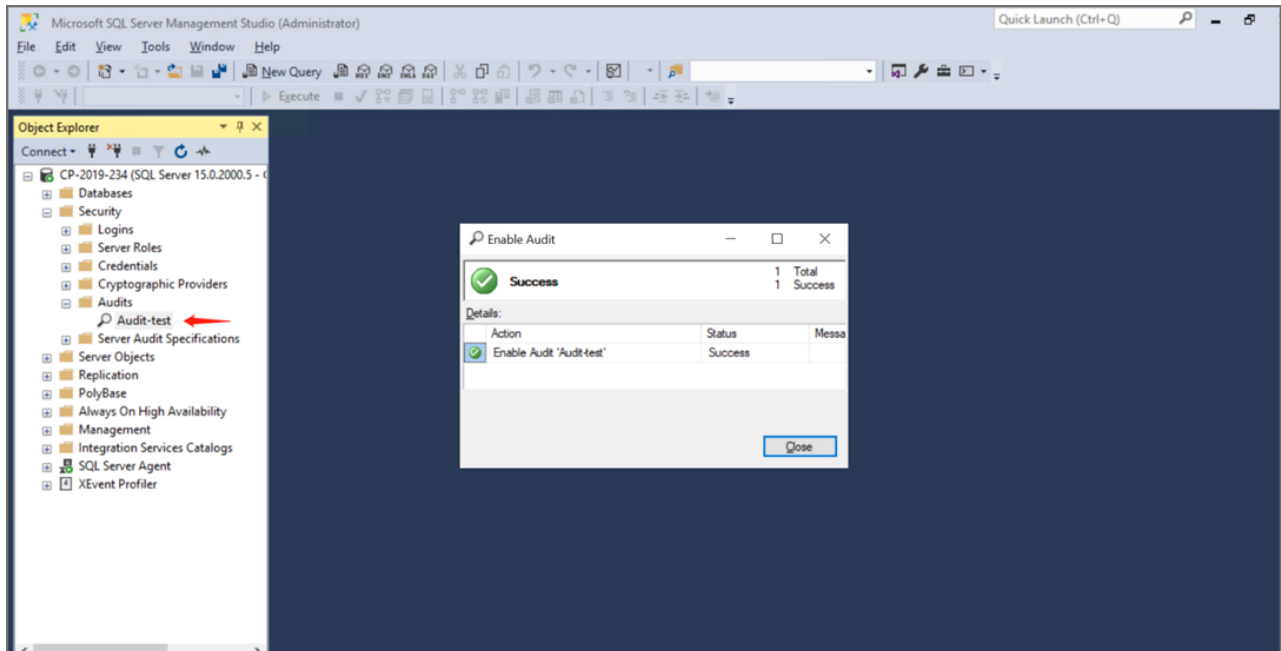 Microsoft SQL Server Management Studio (Administrator)
Quick Launch (Ctrl+Q)
File Edit View Tools Window Help
New Query
Execute
Object Explorer
Connect
CP-2019-234 (SQL Server 15.0.2000.5 -
Databases
Security
Logins
Server Roles
Credentials
Cryptographic Providers
Audits
Audit-test
Server Audit Specifications
Server Objects
Replication
PolyBase
Always On High Availability
Management
Integration Services Catalogs
SQL Server Agent
XEvent Profiler
Enable Audit
Success
1 Total
1 Success
Details:
Action Status Messa
Enable Audit 'Audit-test' Success
Close